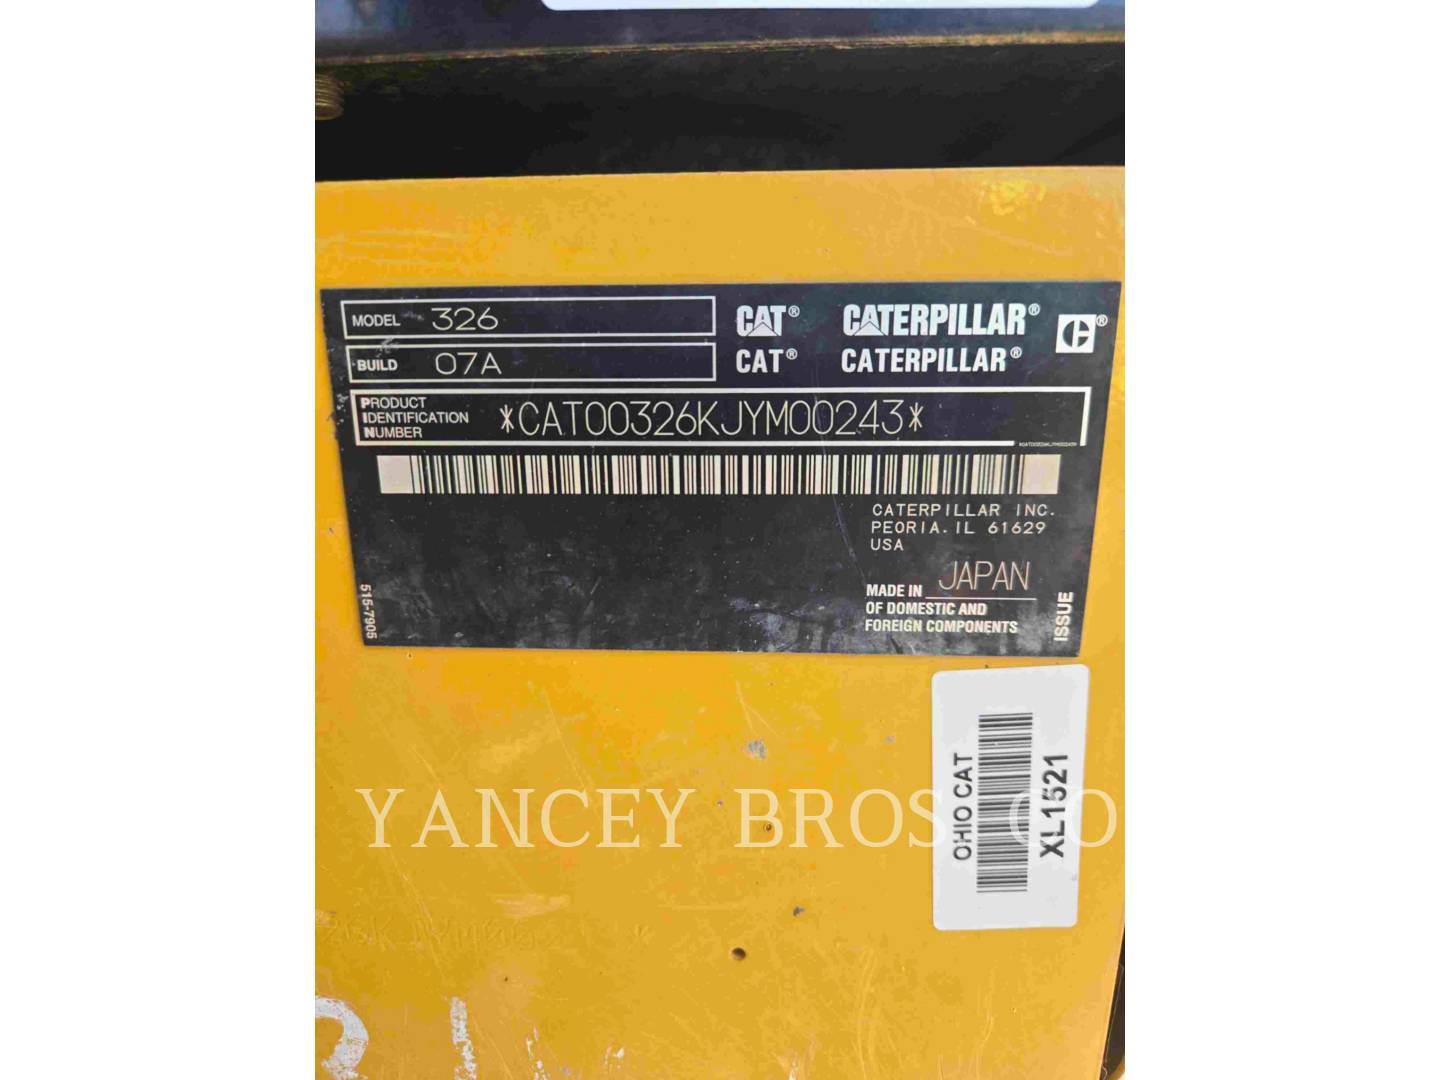 MODEL 326
BUILD 07A
CAT® CATERPILLAR® ®
CAT® CATERPILLAR®
PRODUCT
IDENTIFICATION
NUMBER
*CAT00326KJYM00243*
*CAT00326KJYM00243*
CATERPILLAR INC.
PEORIA. IL 61629
USA
MADE IN JAPAN
OF DOMESTIC AND
FOREIGN COMPONENTS
515-7905
ISSUE
OHIO CAT
XL1521
YANCEY BROS. CO